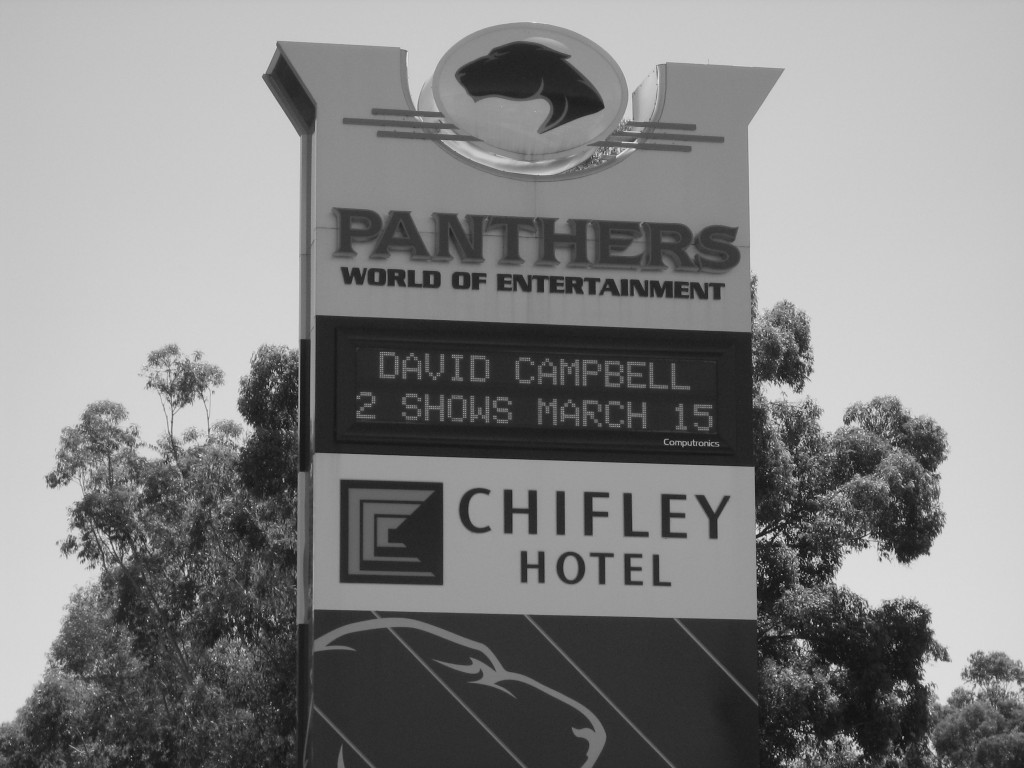 PANTHERS
WORLD OF ENTERTAINMENT
DAVID CAMPBELL
2 SHOWS MARCH 15
Computronics
CHIFLEY
HOTEL